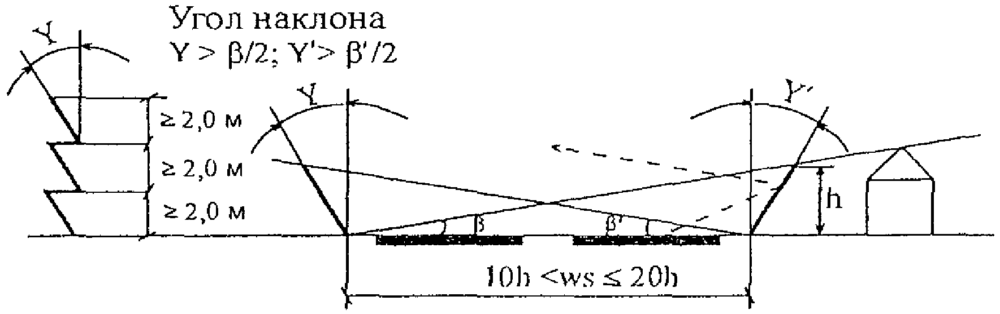 Угол наклона
Y > β/2; Y'> β'/2
Y
Y
Y'
≥ 2,0 м
≥ 2,0 м
≥ 2,0 м
h
β
β'
10h <ws ≤ 20h